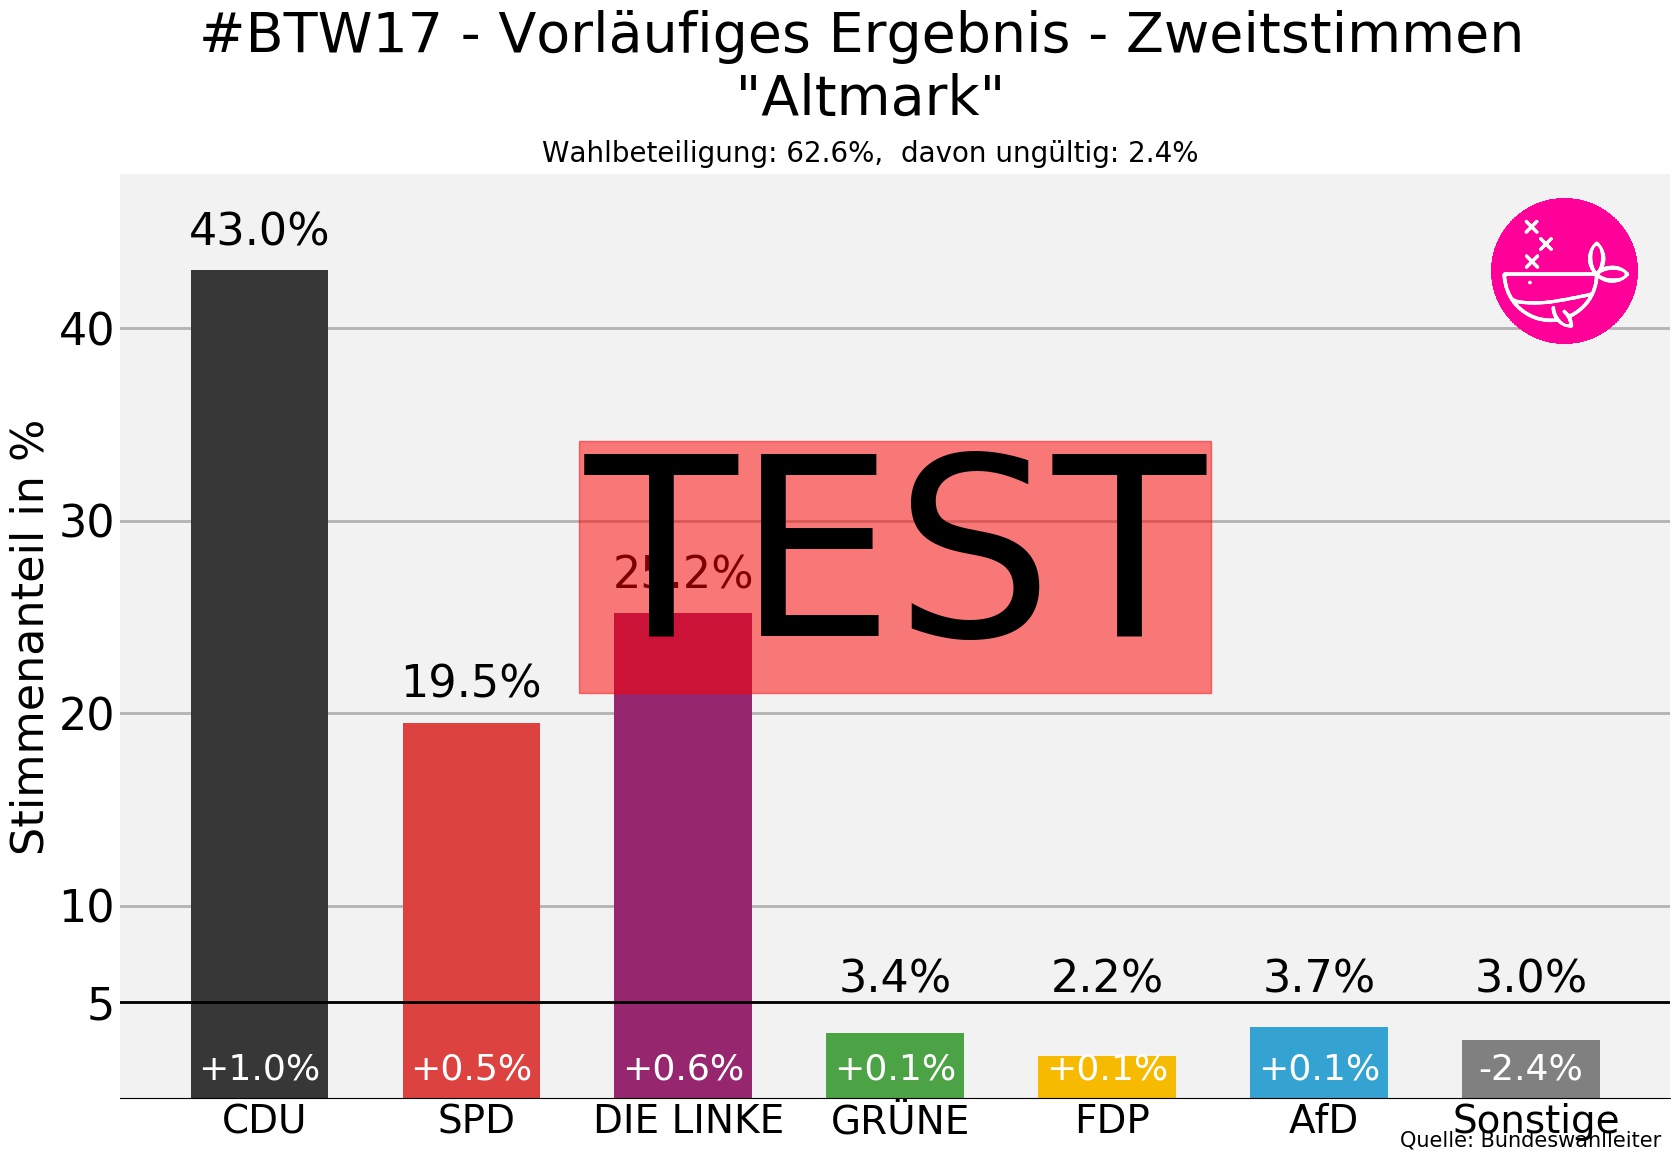 #BTW17 - Vorläufiges Ergebnis - Zweitstimmen
"Altmark"
Wahlbeteiligung: 62.6%,  davon ungültig: 2.4%
Stimmenanteil in %
40
30
20
10
5
43.0%
19.5%
25.2%
3.4%
2.2%
3.7%
3.0%
TEST
+1.0%
+0.5%
+0.6%
+0.1%
+0.1%
+0.1%
-2.4%
CDU
SPD
DIE LINKE
GRÜNE
FDP
AfD
Sonstige
Quelle: Bundeswahlleiter